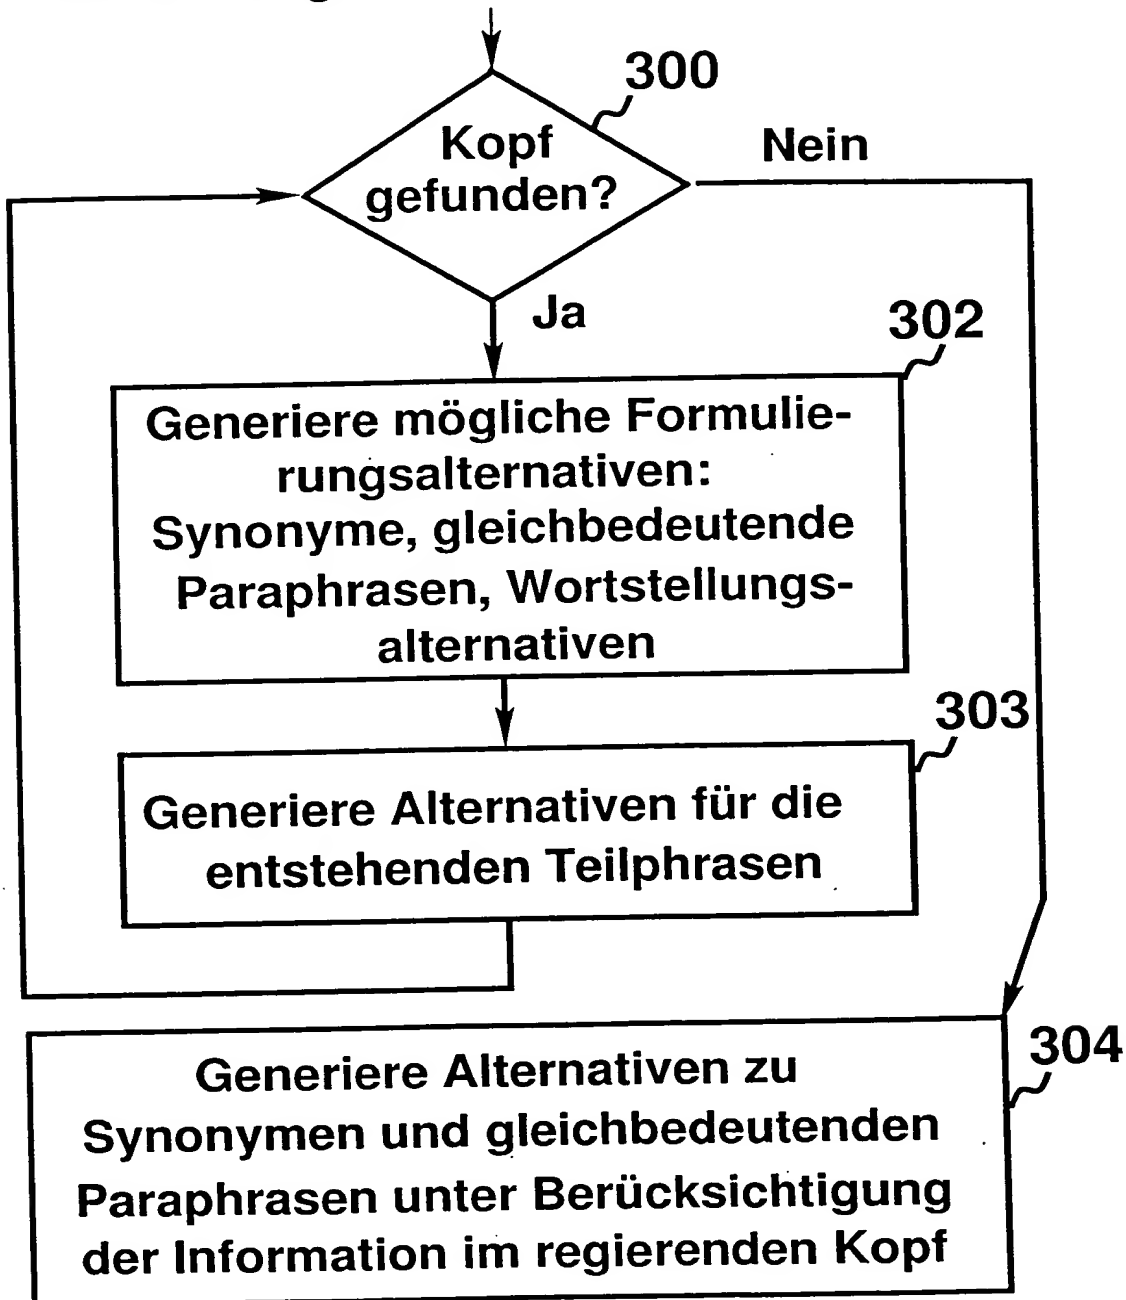 300
Kopf
gefunden?
Nein
Ja
302
Generiere mögliche Formulie-
rungsalternativen:
Synonyme, gleichbedeutende
Paraphrasen, Wortstellungs-
alternativen
303
Generiere Alternativen für die
entstehenden Teilphrasen
304
Generiere Alternativen zu
Synonymen und gleichbedeutenden
Paraphrasen unter Berücksichtigung
der Information im regierenden Kopf